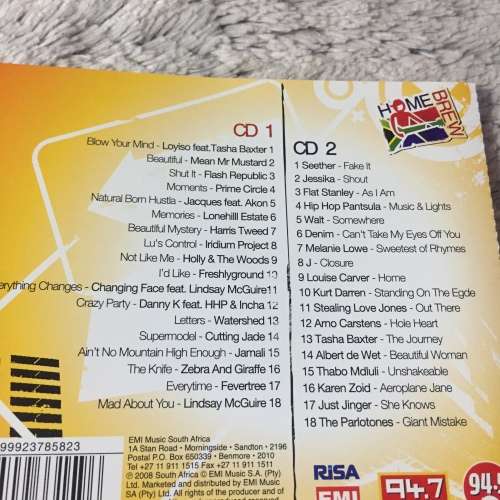 HOME
BREW
CD 1
Blow Your Mind - Loyiso feat.Tasha Baxter 1
Beautiful - Mean Mr Mustard 2
Shut It - Flash Republic 3
Moments - Prime Circle 4
Natural Born Hustla - Jacques feat. Akon 5
Memories - Lonehill Estate 6
Beautiful Mystery - Harris Tweed 7
Lu's Control - Iridium Project 8
Not Like Me - Holly & The Woods 9
I'd Like - Freshlyground 10
erything Changes - Changing Face feat. Lindsay McGuire11
Crazy Party - Danny K feat. HHP & Incha 12
Letters - Watershed 13
Supermodel - Cutting Jade 14
Ain't No Mountain High Enough - Jamali 15
The Knife - Zebra And Giraffe 16
Everytime - Fevertree 17
Mad About You - Lindsay McGuire 18
CD 2
1 Seether - Fake It
2 Jessika - Shout
3 Flat Stanley - As I Am
4 Hip Hop Pantsula - Music & Lights
5 Walt - Somewhere
6 Denim - Can't Take My Eyes Off You
7 Melanie Lowe - Sweetest of Rhymes
8 J - Closure
9 Louise Carver - Home
10 Kurt Darren - Standing On The Egde
11 Stealing Love Jones - Out There
12 Arno Carstens - Hole Heart
13 Tasha Baxter - The Journey
14 Albert de Wet - Beautiful Woman
15 Thabo Mdluli - Unshakeable
16 Karen Zoid - Aeroplane Jane
17 Just Jinger - She Knows
18 The Parlotones - Giant Mistake
99923785823
EMI Music South Africa
1A Stan Road - Morningside - Sandton - 2196
Postal P.O. Box 650339 - Benmore - 2010
Tel +27 11 911 1515 Fax +27 11 911 1511
℗ 2008 South Africa © EMI Music S.A. (Pty)
Ltd. Marketed and distributed by EMI Music
SA (Pty) Ltd. All rights of the
RiSA
EMI
94.7
94.